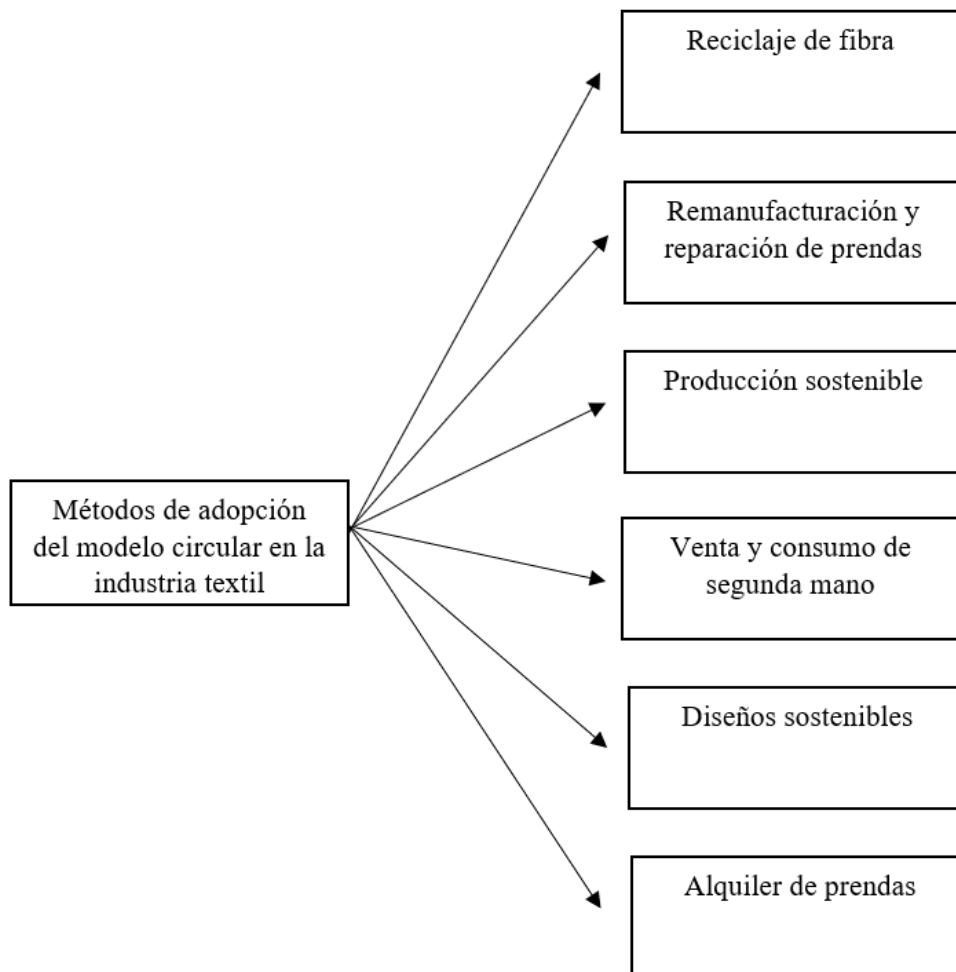 Reciclaje de fibra
Remanufacturación y
reparación de prendas
Producción sostenible
Métodos de adopción
del modelo circular en la
industria textil
Venta y consumo de
segunda mano
Diseños sostenibles
Alquiler de prendas